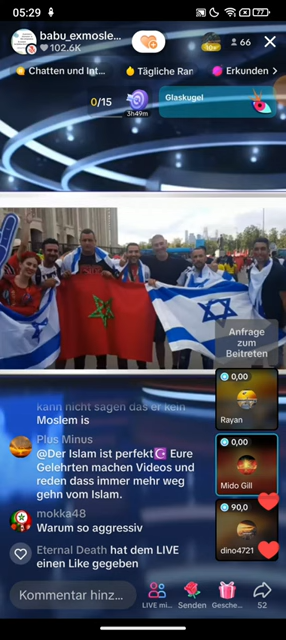 05:29
77
babu_exmosle...
102.6K
10+
66
Chatten und Int...
Tägliche Ran
Erkunden
0/15
3h49m
Glaskugel
Anfrage
zum
Beitreten
0,00
Rayan
0,00
Mido Gill
90,0
dino4721
kann nicht sagen das er kein
Moslem is
Plus Minus
@Der Islam ist perfekt☪ Eure
Gelehrten machen Videos und
reden dass immer mehr weg
gehn vom Islam.
mokka48
Warum so aggressiv
Eternal Death hat dem LIVE
einen Like gegeben
Kommentar hinz...
LIVE mi...
Senden
Gesche...
52